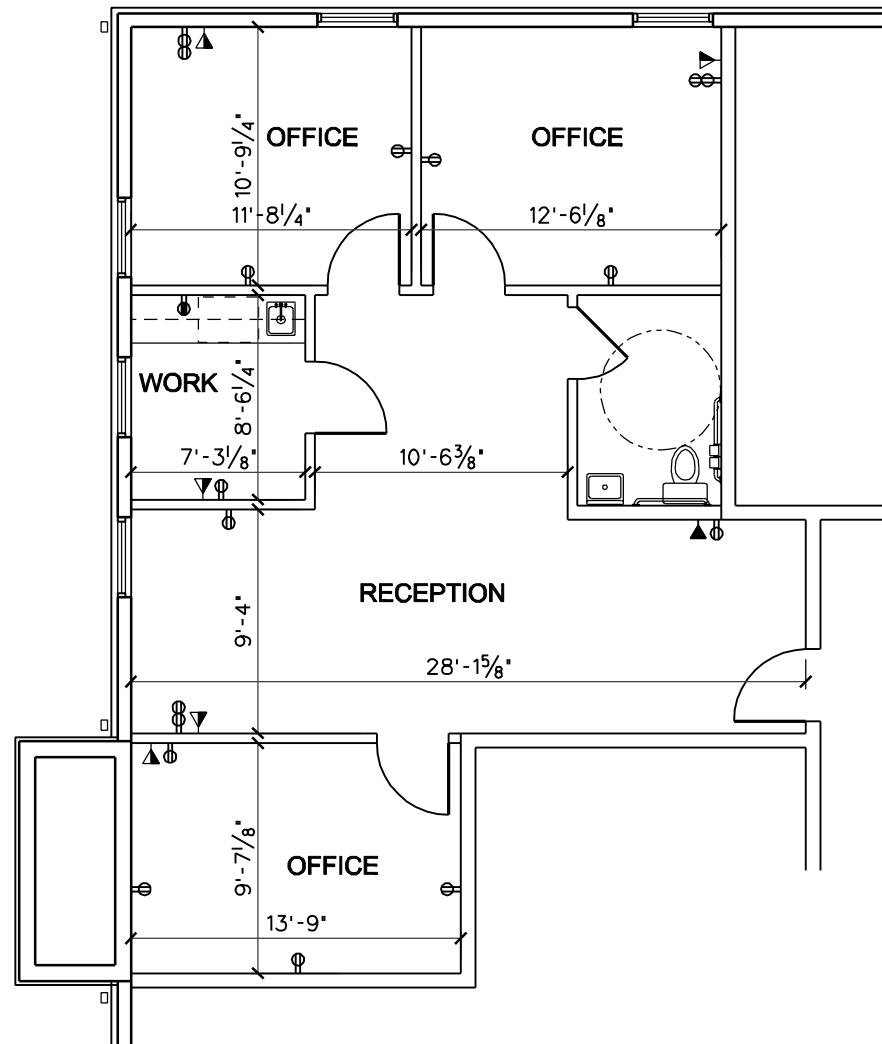 OFFICE
OFFICE
10'-9¼"
11'-8¼"
12'-6⅛"
WORK
8'-6¼"
7'-3⅛"
10'-6⅜"
RECEPTION
9'-4"
28'-1⅝"
OFFICE
9'-7⅛"
13'-9"